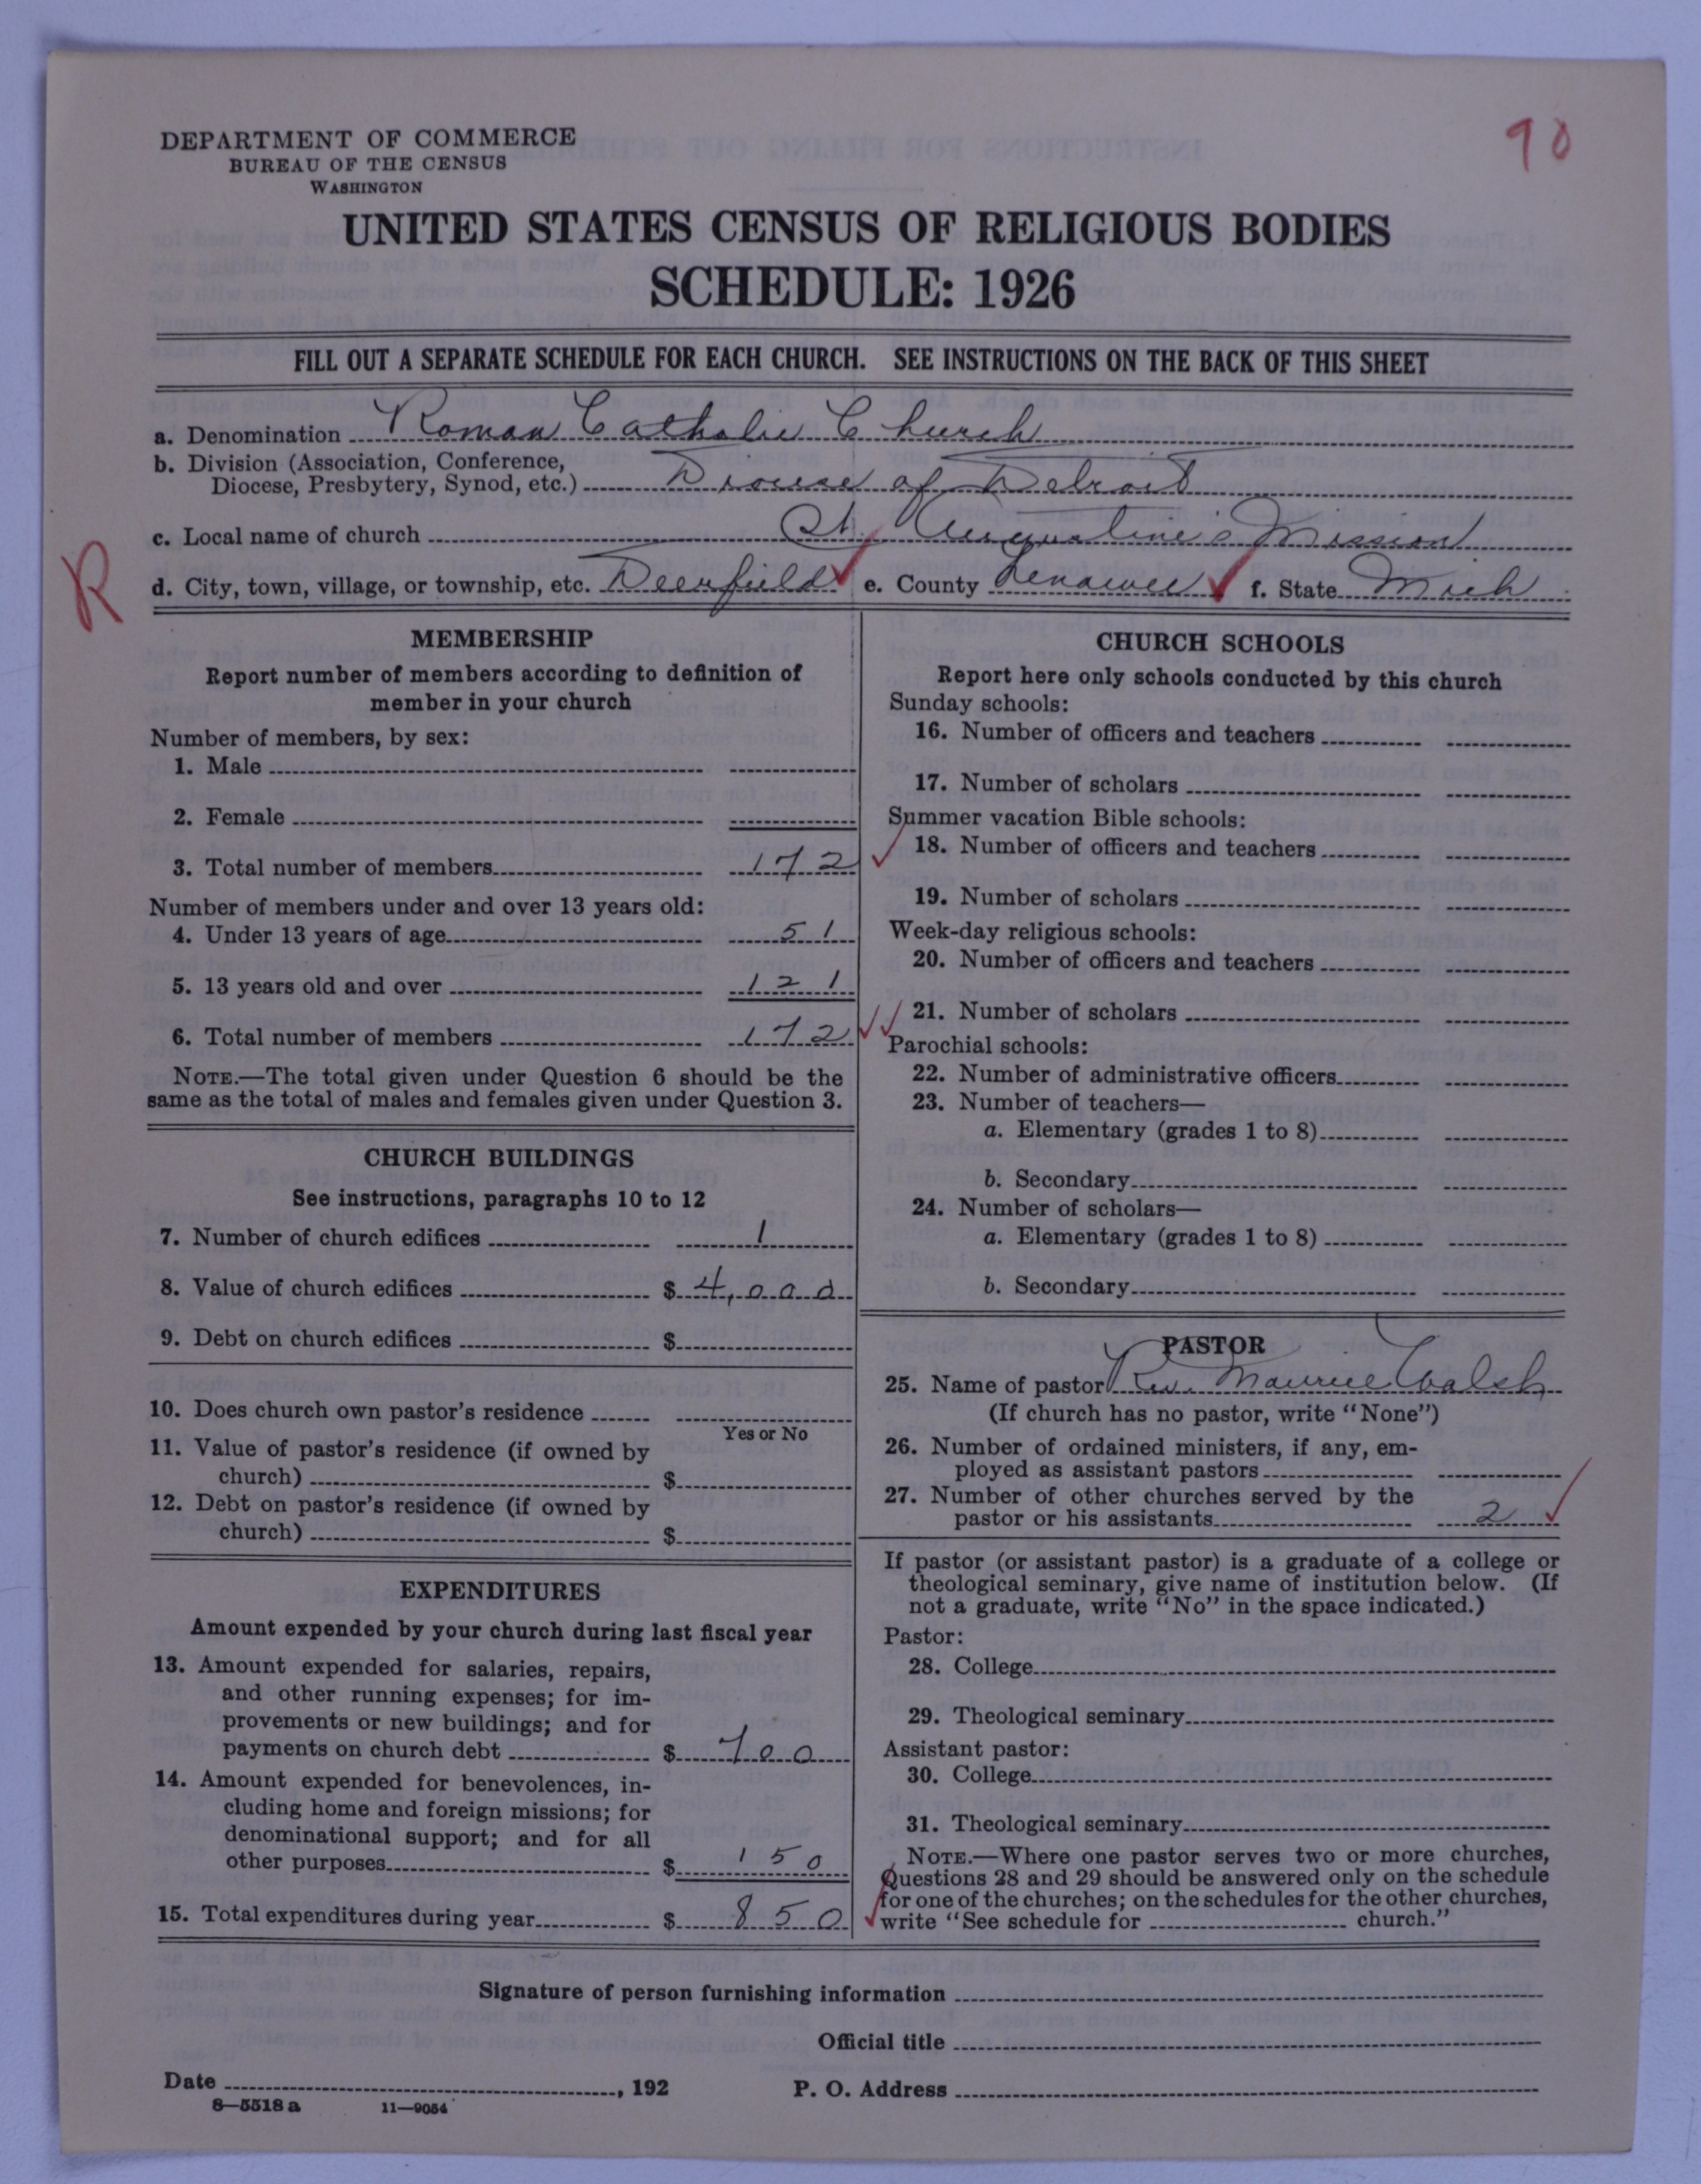 90
DEPARTMENT OF COMMERCE
BUREAU OF THE CENSUS
WASHINGTON
UNITED STATES CENSUS OF RELIGIOUS BODIES
SCHEDULE: 1926
FILL OUT A SEPARATE SCHEDULE FOR EACH CHURCH. SEE INSTRUCTIONS ON THE BACK OF THIS SHEET
a. Denomination Roman Catholic Church
b. Division (Association, Conference,
Diocese, Presbytery, Synod, etc.) Diocese of Detroit
c. Local name of church St. Augustine's Mission
R
d. City, town, village, or township, etc. Deerfield e. County Lenawee f. State Mich
MEMBERSHIP
Report number of members according to definition of
member in your church
Number of members, by sex:
1. Male
2. Female
3. Total number of members 172
Number of members under and over 13 years old:
4. Under 13 years of age 51
5. 13 years old and over 121
6. Total number of members 172
NOTE.—The total given under Question 6 should be the
same as the total of males and females given under Question 3.
CHURCH BUILDINGS
See instructions, paragraphs 10 to 12
7. Number of church edifices 1
8. Value of church edifices $ 4,000
9. Debt on church edifices $
10. Does church own pastor's residence
Yes or No
11. Value of pastor's residence (if owned by
church) $
12. Debt on pastor's residence (if owned by
church) $
EXPENDITURES
Amount expended by your church during last fiscal year
13. Amount expended for salaries, repairs,
and other running expenses; for im-
provements or new buildings; and for
payments on church debt $ 700
14. Amount expended for benevolences, in-
cluding home and foreign missions; for
denominational support; and for all
other purposes $ 150
15. Total expenditures during year $ 850
CHURCH SCHOOLS
Report here only schools conducted by this church
Sunday schools:
16. Number of officers and teachers
17. Number of scholars
Summer vacation Bible schools:
18. Number of officers and teachers
19. Number of scholars
Week-day religious schools:
20. Number of officers and teachers
21. Number of scholars
Parochial schools:
22. Number of administrative officers
23. Number of teachers—
a. Elementary (grades 1 to 8)
b. Secondary
24. Number of scholars—
a. Elementary (grades 1 to 8)
b. Secondary
PASTOR
25. Name of pastor Rev. Maurice Walsh
(If church has no pastor, write "None")
26. Number of ordained ministers, if any, em-
ployed as assistant pastors
27. Number of other churches served by the
pastor or his assistants 2
If pastor (or assistant pastor) is a graduate of a college or
theological seminary, give name of institution below. (If
not a graduate, write "No" in the space indicated.)
Pastor:
28. College
29. Theological seminary
Assistant pastor:
30. College
31. Theological seminary
NOTE.—Where one pastor serves two or more churches,
Questions 28 and 29 should be answered only on the schedule
for one of the churches; on the schedules for the other churches,
write "See schedule for church."
Signature of person furnishing information
Official title
Date , 192 P. O. Address
8—5518 a 11—9054